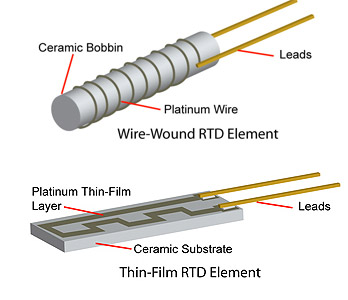 Ceramic Bobbin
Leads
Platinum Wire
Wire-Wound RTD Element
Platinum Thin-Film
Layer
Leads
Ceramic Substrate
Thin-Film RTD Element